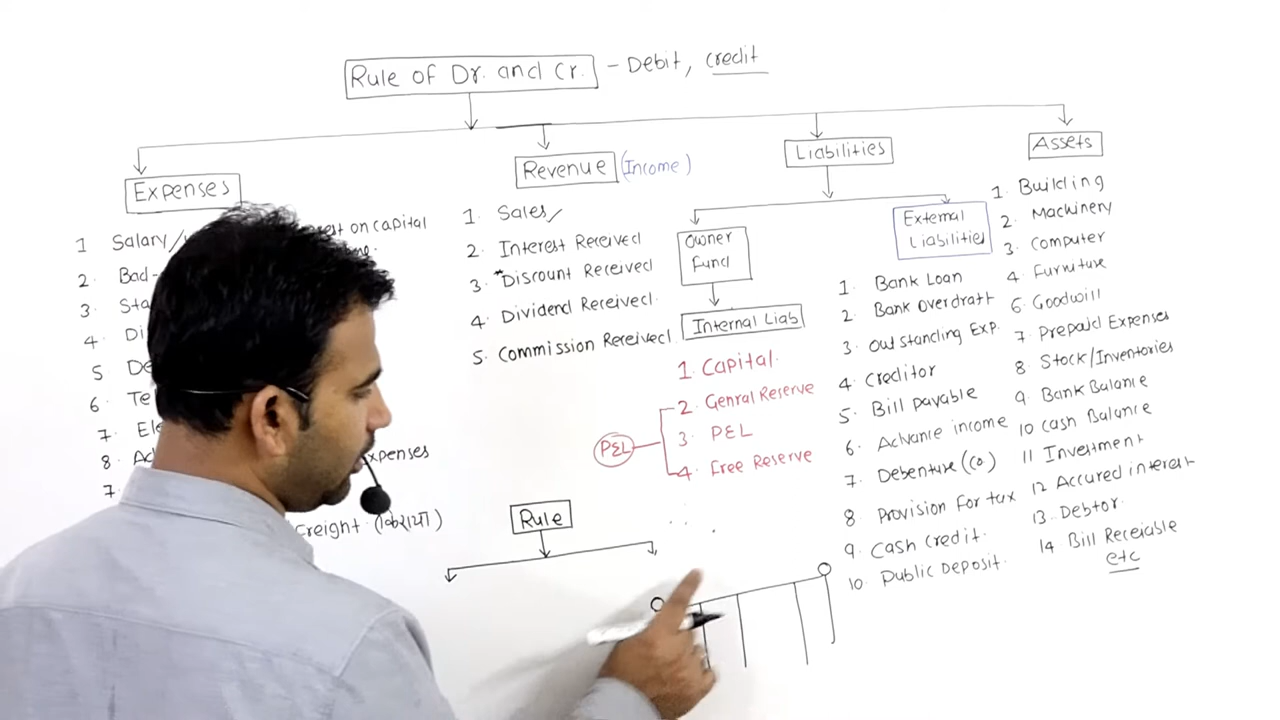 Rule of Dr. and Cr. - Debit, credit
Expenses
1 Salary/
2. Bad-
3. Sta
4. Di
5 De
6. Tel
7. Ele
8. Ad
7.
est on capital
me.
xpenses
Freight (किराया)
Revenue (Income)
1. Sales/
2. Interest Received
3. *Discount Received
4. Dividend Received.
5. Commission Received
Rule
Liabilities
Owner
Fund
Internal Liab
1. Capital.
2. Genral Reserve
3. P&L
4. Free Reserve
P&L
External
Liabilities
1. Bank Loan
2. Bank Overdratt
3. Outstanding Exp.
4. Creditor
5. Bill payable
6. Advance income
7. Debenture (Co)
8 Provision For tax
9. Cash credit.
10. Public Deposit.
Assets
1. Building
2. Machinery
3. Computer
4. Furniture
6. Goodwill
7. Prepaid Expenses
8. Stock/Inventories
9. Bank Balance
10 Cash Balance
11 Investment
12 Accured interest
13. Debtor.
14. Bill Receiable
etc